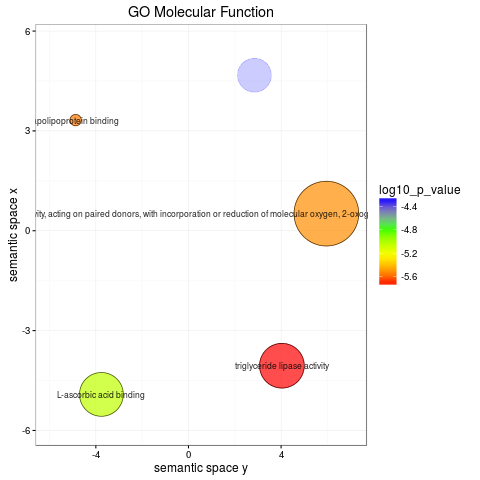 GO Molecular Function
6
3
0
-3
-6
-4
0
4
semantic space x
semantic space y
apolipoprotein binding
vity, acting on paired donors, with incorporation or reduction of molecular oxygen, 2-oxog
triglyceride lipase activity
L-ascorbic acid binding
log10_p_value
-4.4
-4.8
-5.2
-5.6